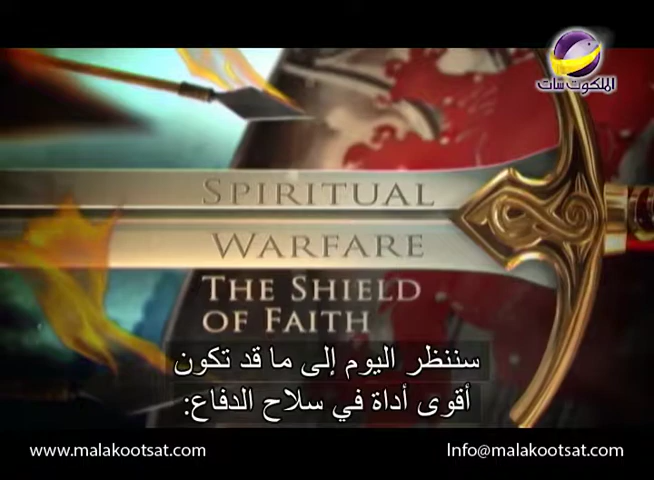 الملكوت سات
SPIRITUAL
WARFARE
THE SHIELD
OF FAITH
سننظر اليوم إلى ما قد تكون
أقوى أداة في سلاح الدفاع:
www.malakootsat.com
Info@malakootsat.com